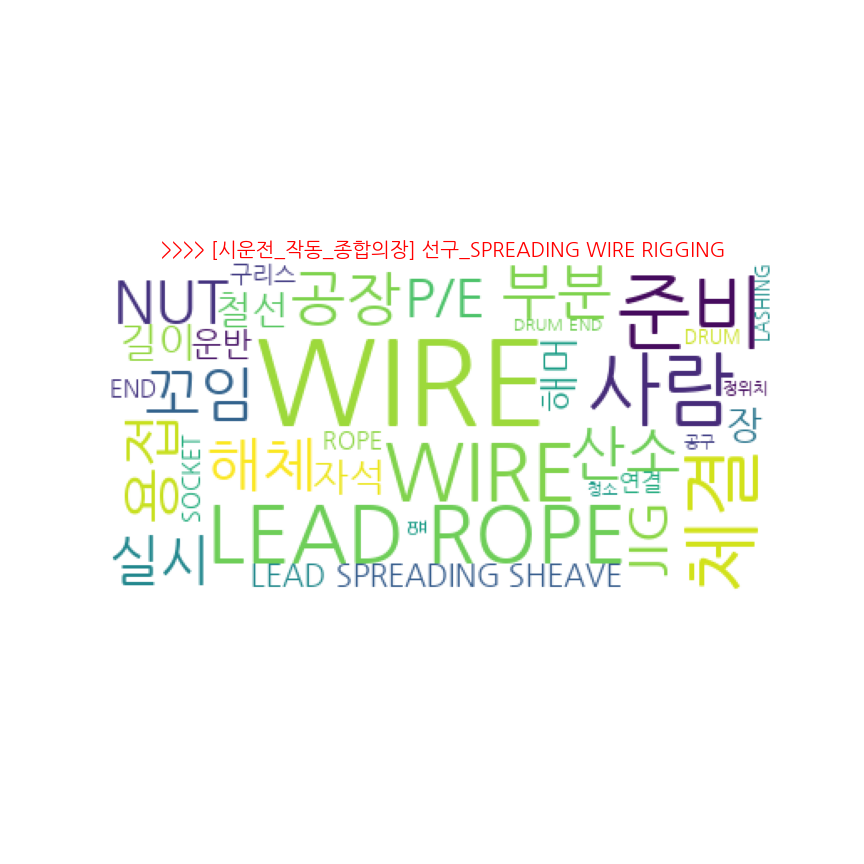 >>>> [시운전_작동_종합의장] 선구_SPREADING WIRE RIGGING
NUT
구리스
철선
공장
P/E
부분
준비
LASHING
길이
운반
DRUM END
DRUM
WIRE
해머
사람
END
꼬임
정위치
장
용접
SOCKET
해체
ROPE
자석
WIRE
산소
공구
연결
청소
체결
실시
LEAD ROPE
JIG
LEAD
SPREADING SHEAVE